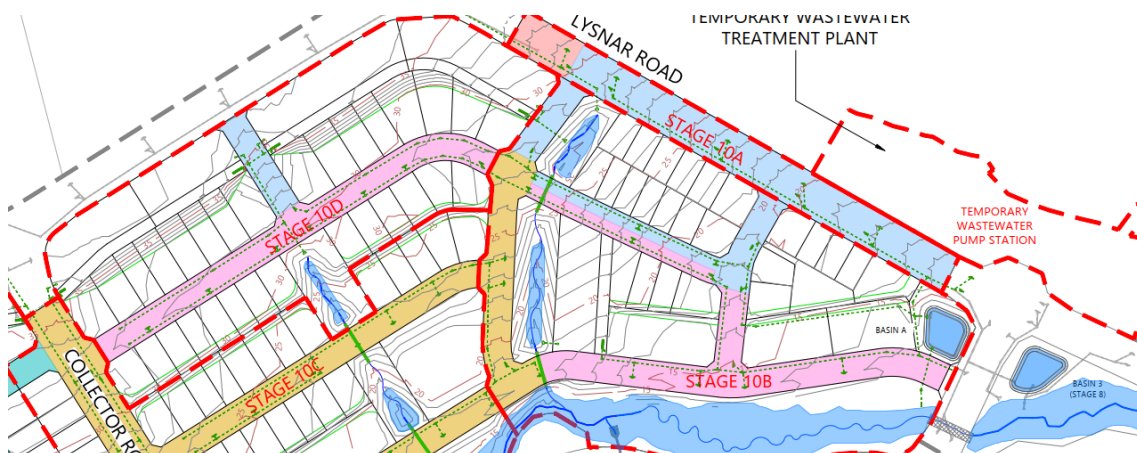 TEMPORARY WASTEWATER
TREATMENT PLANT
LYSNAR ROAD
STAGE 10A
TEMPORARY
WASTEWATER
PUMP STATION
STAGE 10D
STAGE 10C
STAGE 10B
BASIN A
BASIN 3
(STAGE 8)
COLLECTOR RO